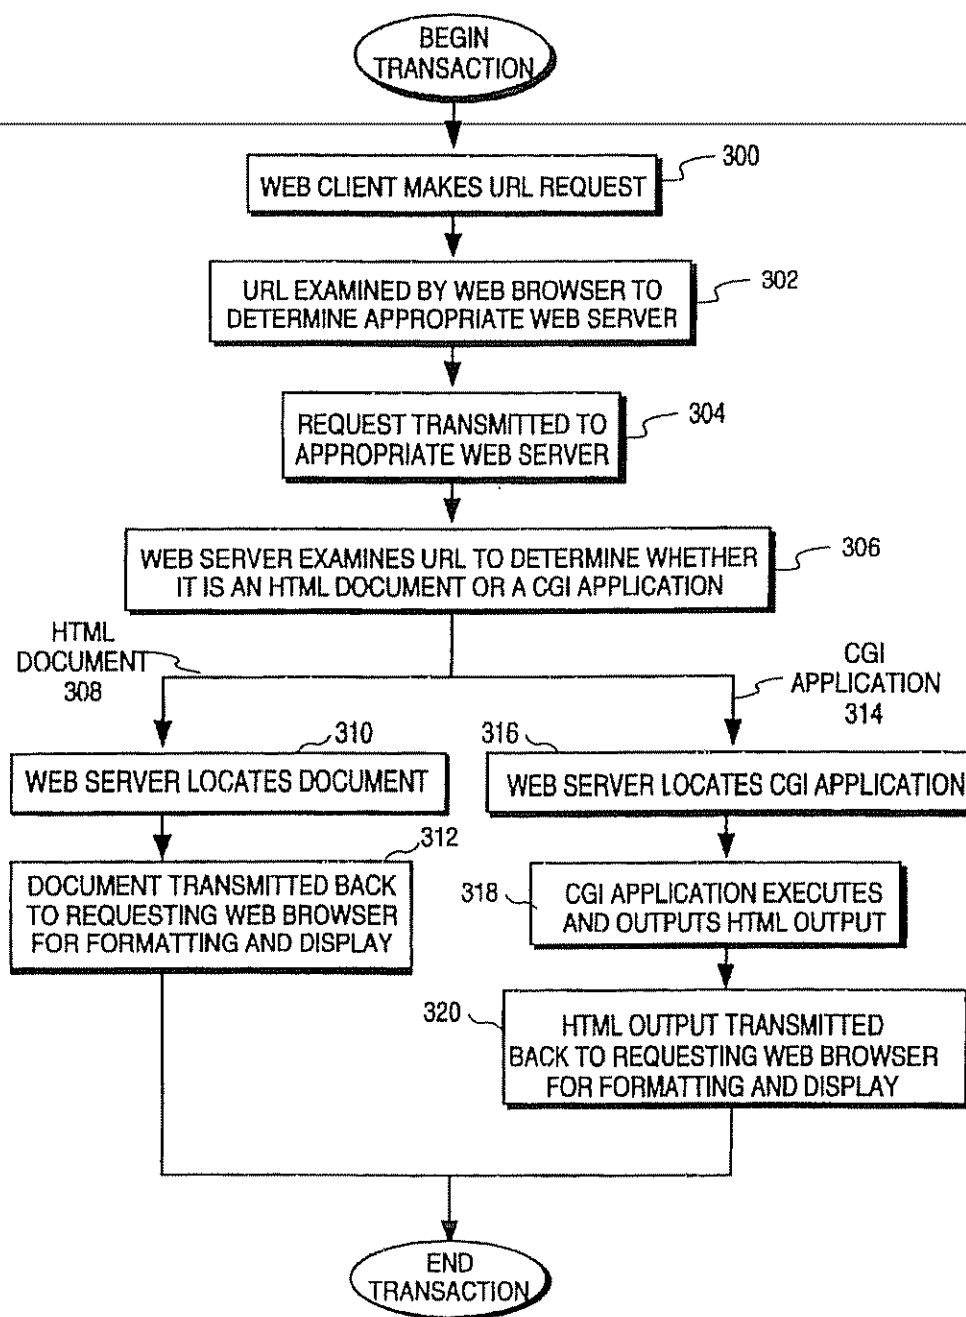 BEGIN
TRANSACTION
300
WEB CLIENT MAKES URL REQUEST
302
URL EXAMINED BY WEB BROWSER TO
DETERMINE APPROPRIATE WEB SERVER
304
REQUEST TRANSMITTED TO
APPROPRIATE WEB SERVER
306
WEB SERVER EXAMINES URL TO DETERMINE WHETHER
IT IS AN HTML DOCUMENT OR A CGI APPLICATION
HTML
DOCUMENT
308
CGI
APPLICATION
314
310
WEB SERVER LOCATES DOCUMENT
316
WEB SERVER LOCATES CGI APPLICATION
312
DOCUMENT TRANSMITTED BACK
TO REQUESTING WEB BROWSER
FOR FORMATTING AND DISPLAY
318
CGI APPLICATION EXECUTES
AND OUTPUTS HTML OUTPUT
320
HTML OUTPUT TRANSMITTED
BACK TO REQUESTING WEB BROWSER
FOR FORMATTING AND DISPLAY
END
TRANSACTION